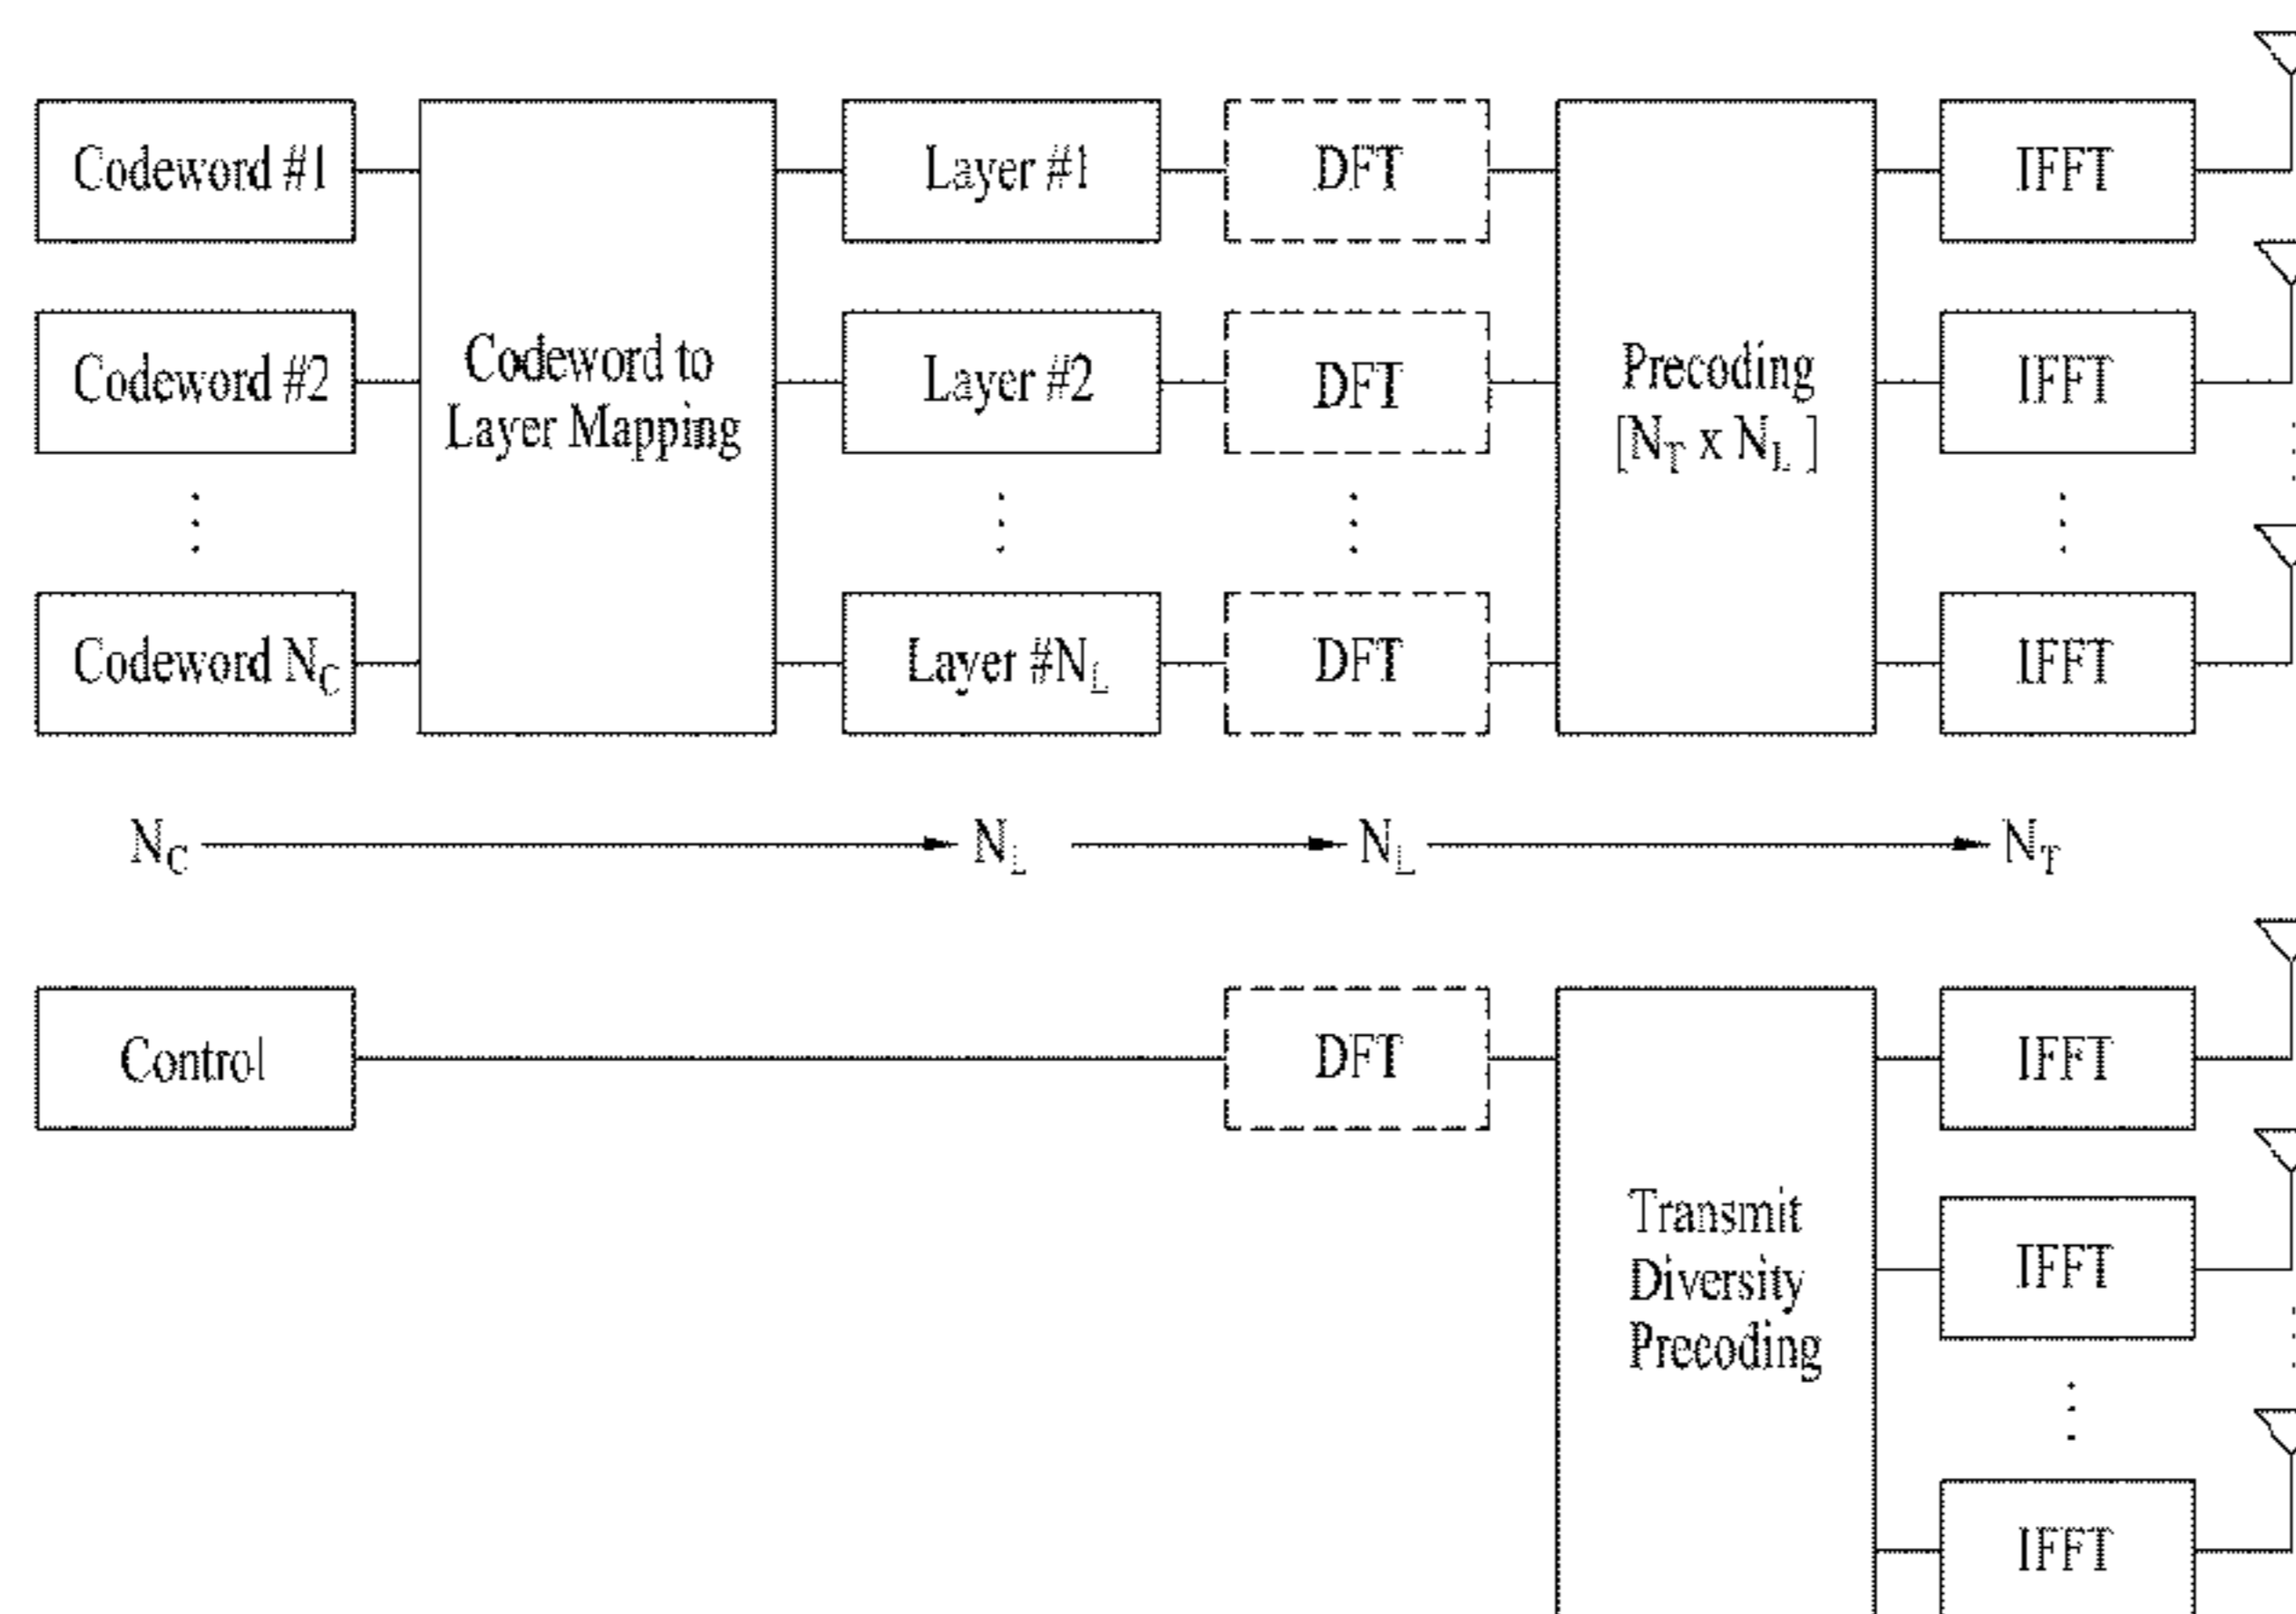 Codeword #1
Layer #1
DFT
IFFT
Codeword #2
Codeword to
Layer Mapping
Layer #2
DFT
Precoding
[N_T x N_L ]
IFFT
Codeword N_C
Layer #N_L
DFT
IFFT
N_C
N_L
N_L
N_T
Control
DFT
IFFT
Transmit
Diversity
Precoding
IFFT
IFFT